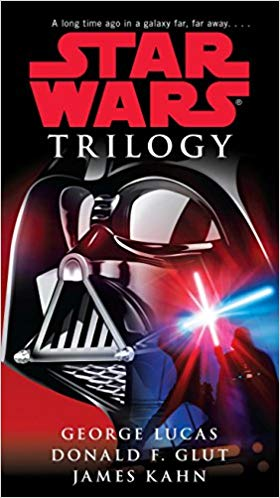 A long time ago in a galaxy far, far away. . . .
STAR
WARS®
TRILOGY
GEORGE LUCAS
DONALD F. GLUT
JAMES KAHN